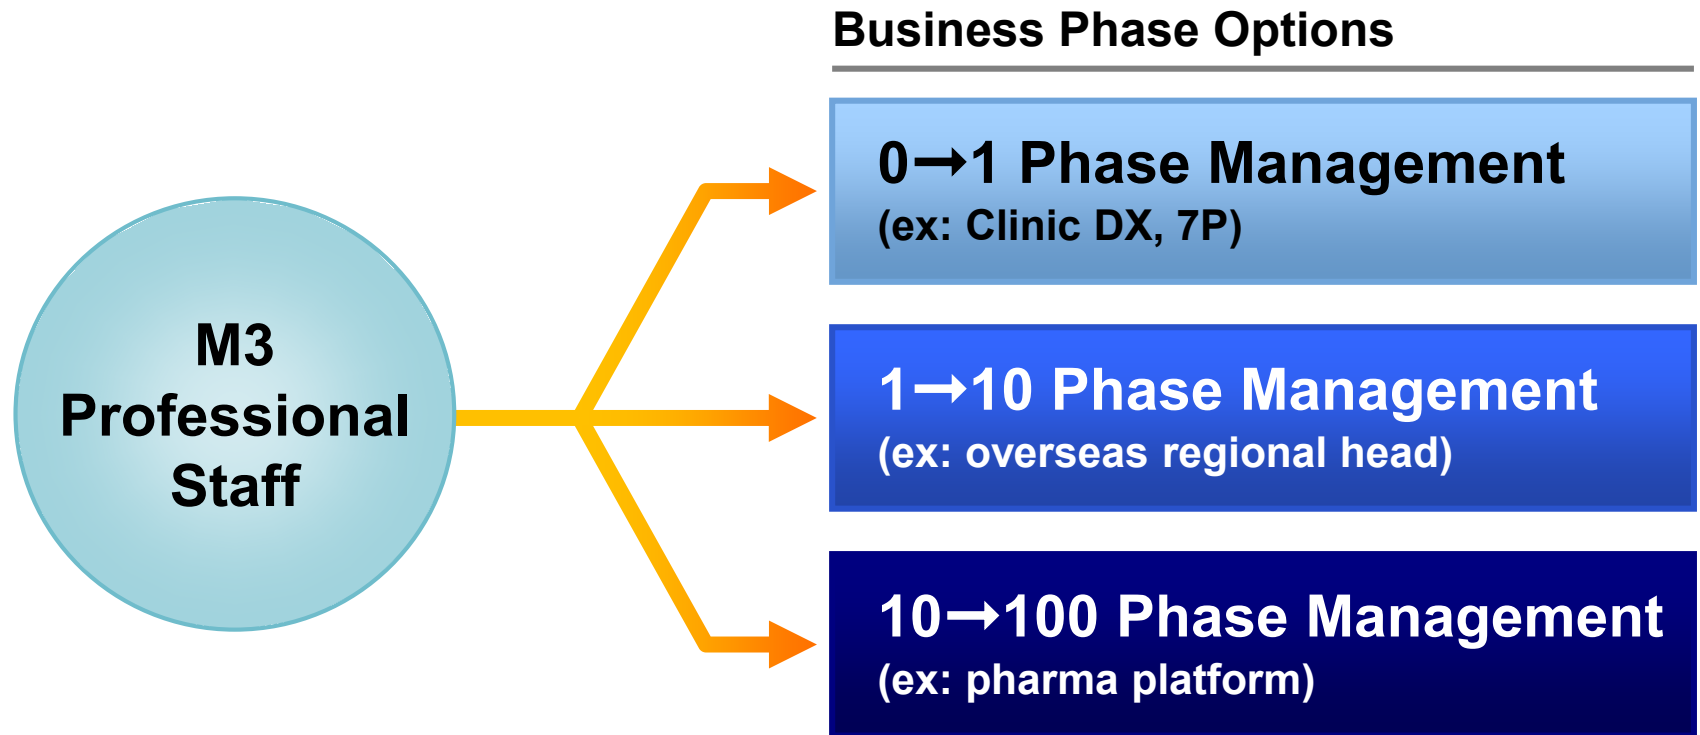 Business Phase Options
M3
Professional
Staff
0→1 Phase Management
(ex: Clinic DX, 7P)
1→10 Phase Management
(ex: overseas regional head)
10→100 Phase Management
(ex: pharma platform)